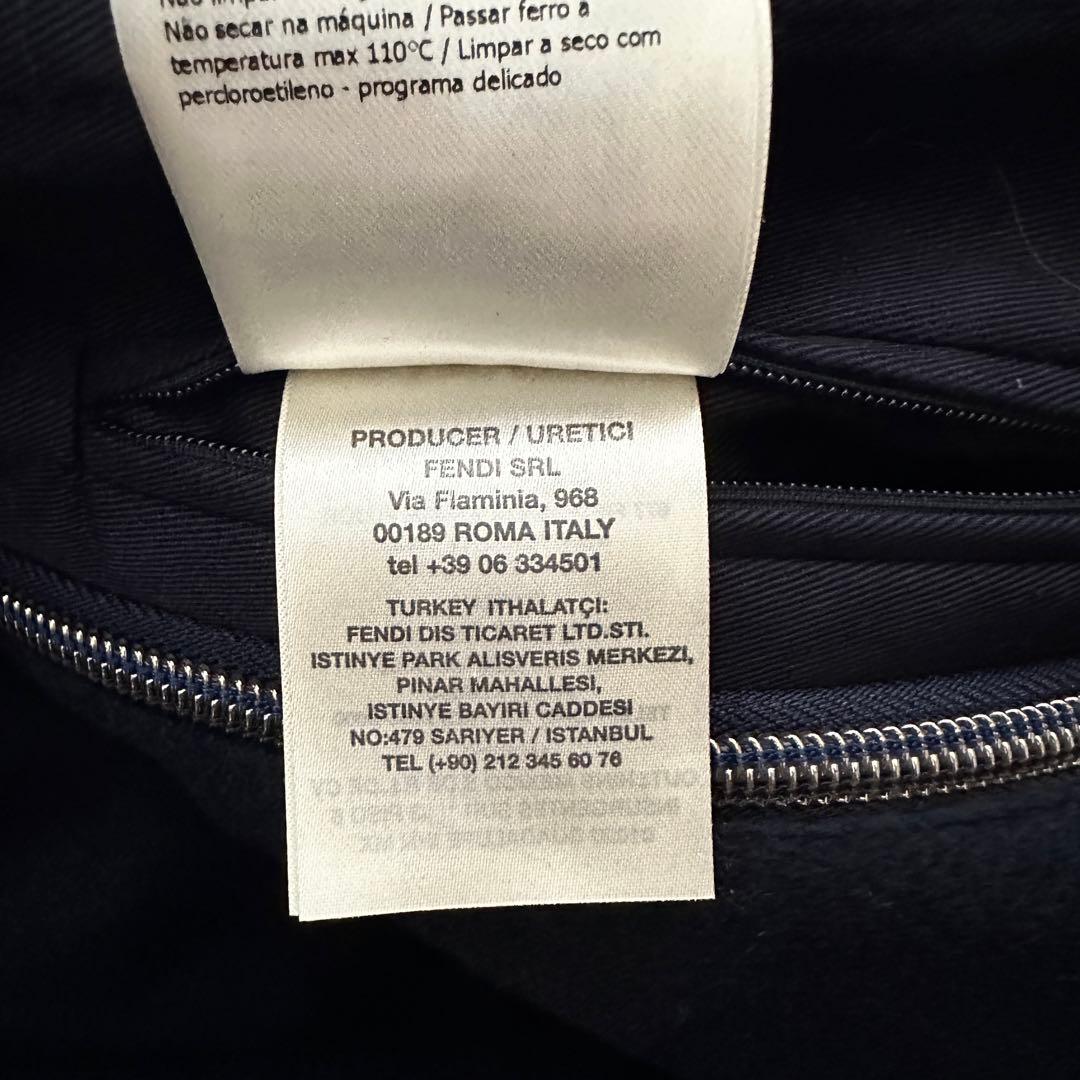 Não secar na máquina / Passar ferro a
temperatura max 110°C / Limpar a seco com
percloroetileno - programa delicado
PRODUCER / URETICI
FENDI SRL
Via Flaminia, 968
00189 ROMA ITALY
tel +39 06 334501
TURKEY ITHALATÇI:
FENDI DIS TICARET LTD.STI.
ISTINYE PARK ALISVERIS MERKEZI,
PINAR MAHALLESI,
ISTINYE BAYIRI CADDESI
NO:479 SARIYER / ISTANBUL
TEL (+90) 212 345 60 76